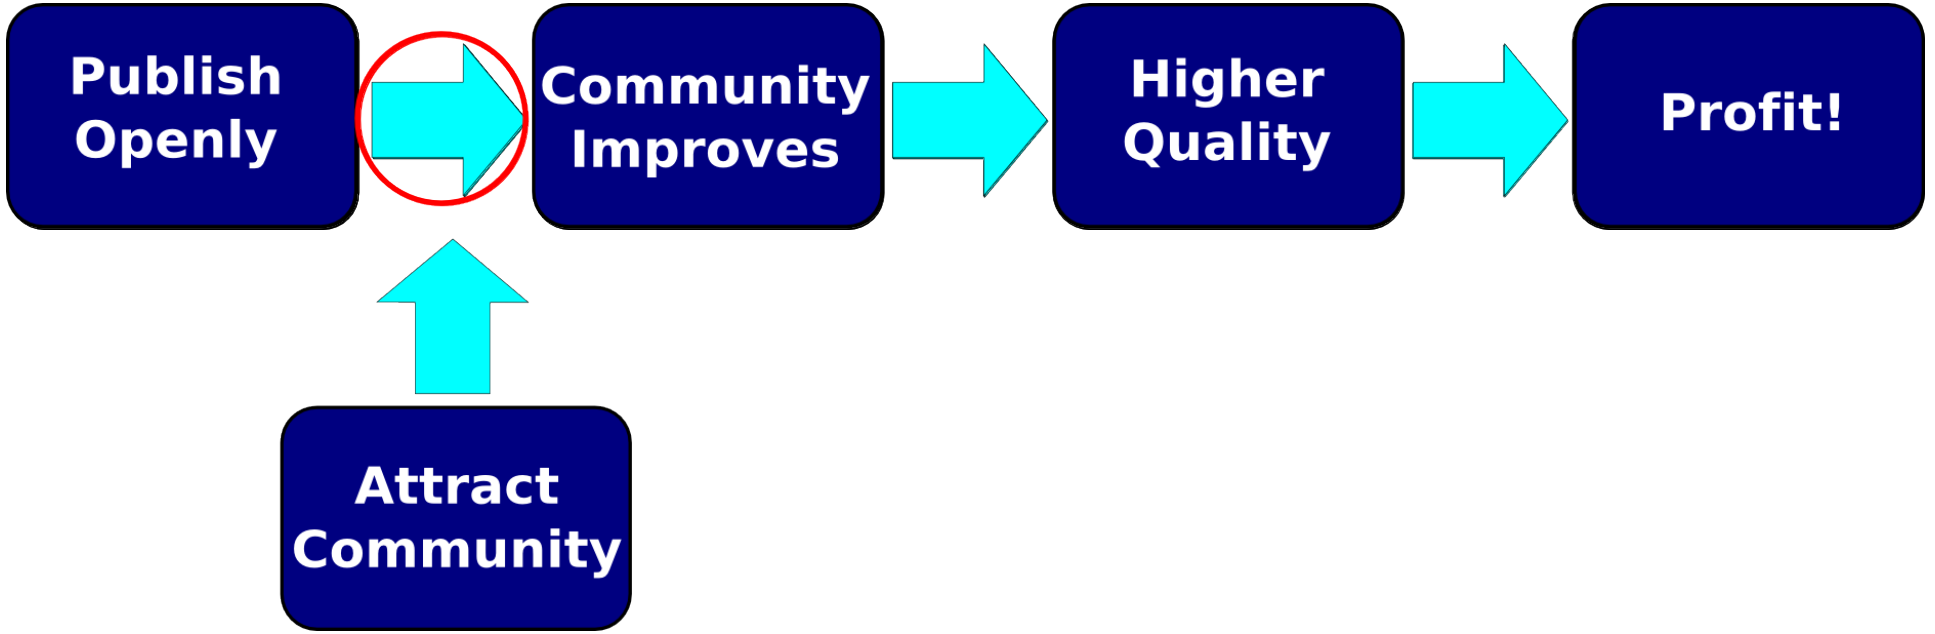 Publish
Openly
Community
Improves
Higher
Quality
Profit!
Attract
Community